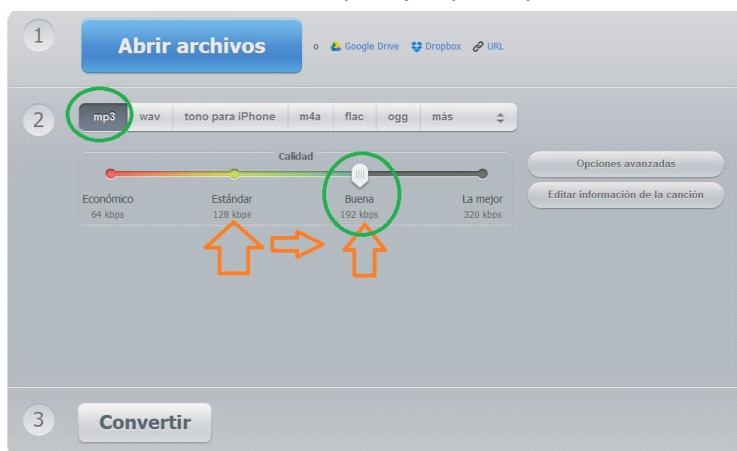 1
Abrir archivos o Google Drive Dropbox URL
2
mp3 wav tono para iPhone m4a flac ogg más
Calidad
Opciones avanzadas
Económico Estándar Buena La mejor
Editar información de la canción
64 kbps 128 kbps 192 kbps 320 kbps
3
Convertir